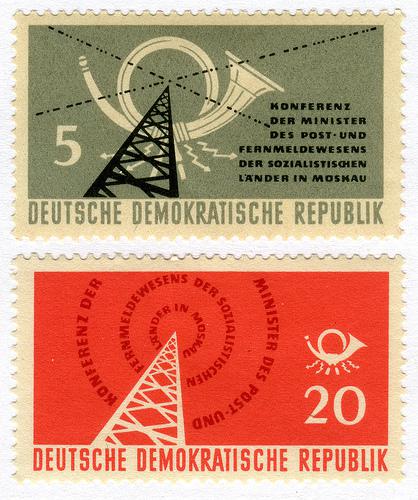 KONFERENZ
DER MINISTER
DES POST-UND
FERNMELDEWESENS
DER SOZIALISTISCHEN
LÄNDER IN MOSKAU
5
DEUTSCHE DEMOKRATISCHE REPUBLIK
KONFERENZ DER MINISTER DES POST-UND
FERNMELDEWESENS DER SOZIALISTISCHEN
LÄNDER IN MOSKAU
20
DEUTSCHE DEMOKRATISCHE REPUBLIK